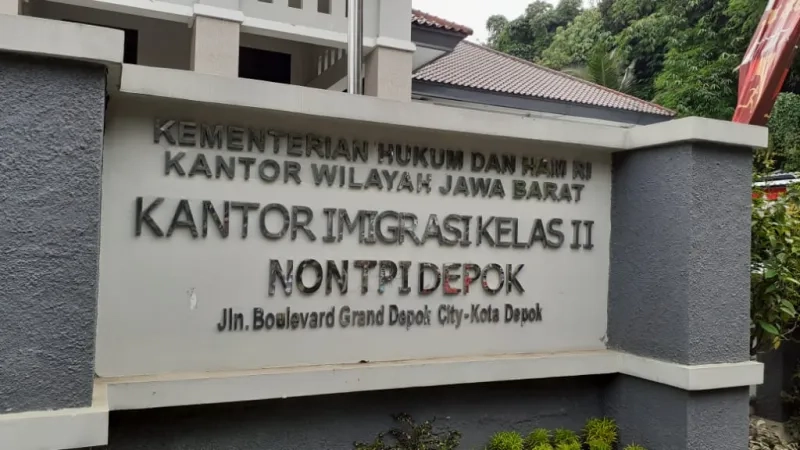 KEMENTERIAN HUKUM DAN HAM RI
KANTOR WILAYAH JAWA BARAT
KANTOR IMIGRASI KELAS II
NON TPI DEPOK
Jln. Boulevard Grand Depok City-Kota Depok